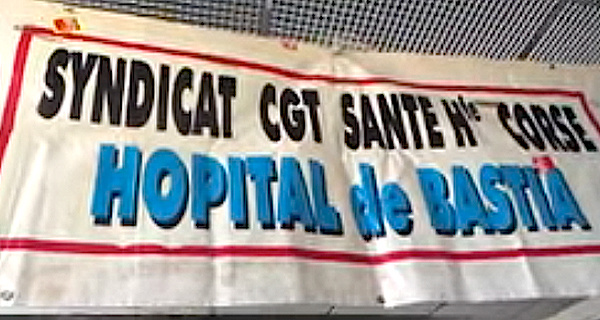 SYNDICAT CGT SANTE Hte CORSE
HOPITAL de BASTIA